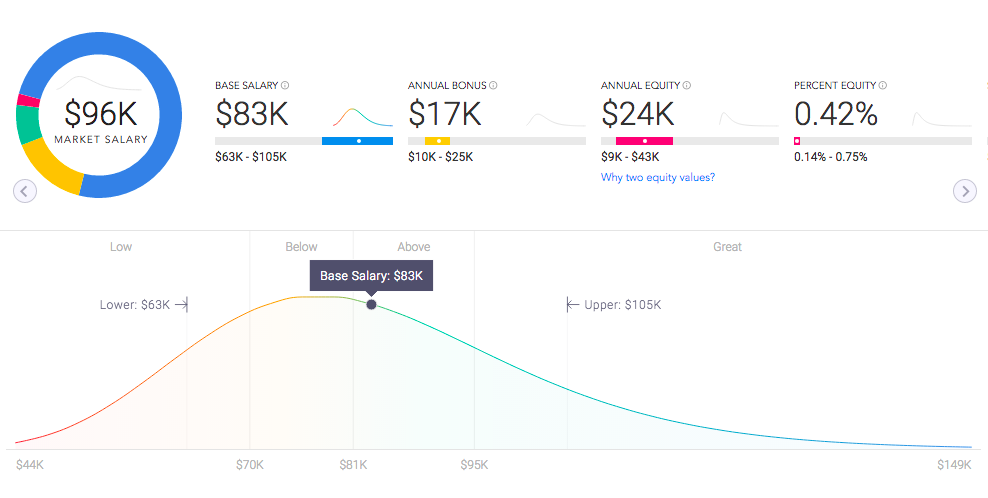 $96K
MARKET SALARY
BASE SALARY
$83K
$63K - $105K
ANNUAL BONUS
$17K
$10K - $25K
ANNUAL EQUITY
$24K
$9K - $43K
Why two equity values?
PERCENT EQUITY
0.42%
0.14% - 0.75%
Low Below Above Great
Base Salary: $83K
Lower: $63K Upper: $105K
$44K $70K $81K $95K $149K